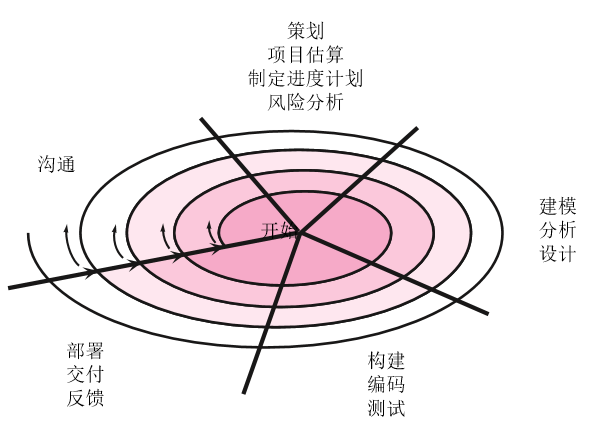 策划
项目估算
制定进度计划
风险分析
沟通
开始
建模
分析
设计
部署
交付
反馈
构建
编码
测试